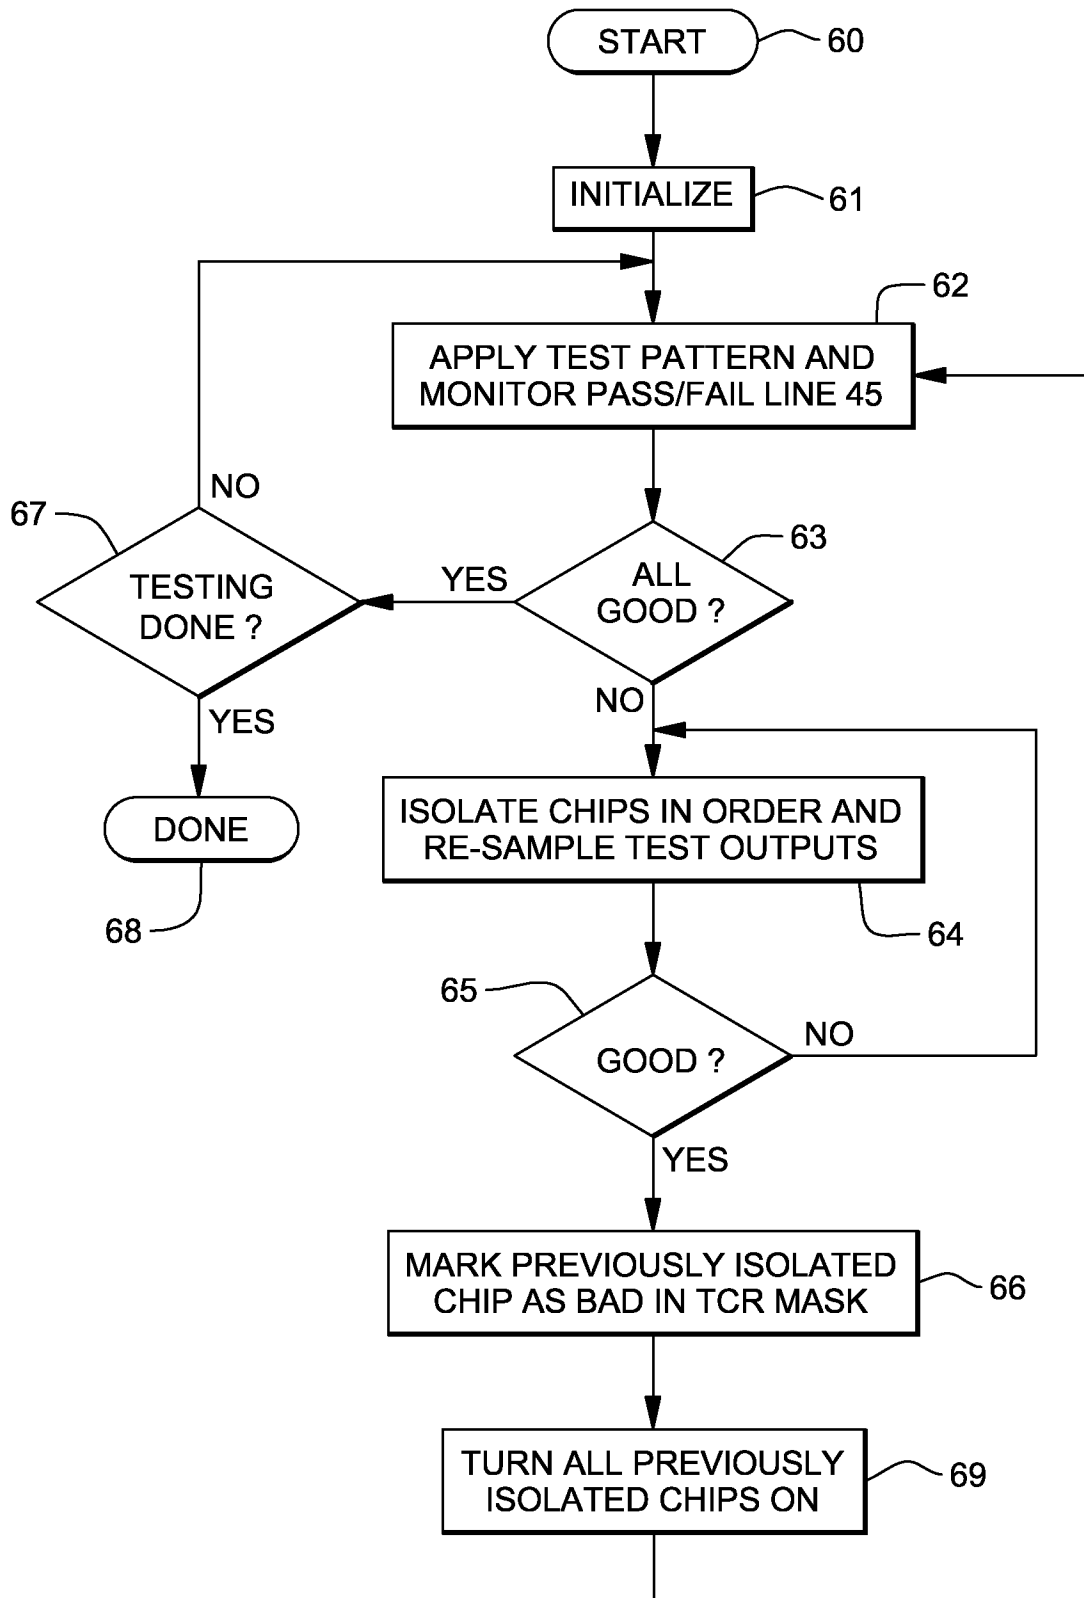 START
60
INITIALIZE
61
62
APPLY TEST PATTERN AND
MONITOR PASS/FAIL LINE 45
NO
67
63
TESTING
DONE ?
YES
ALL
GOOD ?
NO
YES
DONE
68
ISOLATE CHIPS IN ORDER AND
RE-SAMPLE TEST OUTPUTS
64
65
GOOD ?
NO
YES
MARK PREVIOUSLY ISOLATED
CHIP AS BAD IN TCR MASK
66
TURN ALL PREVIOUSLY
ISOLATED CHIPS ON
69